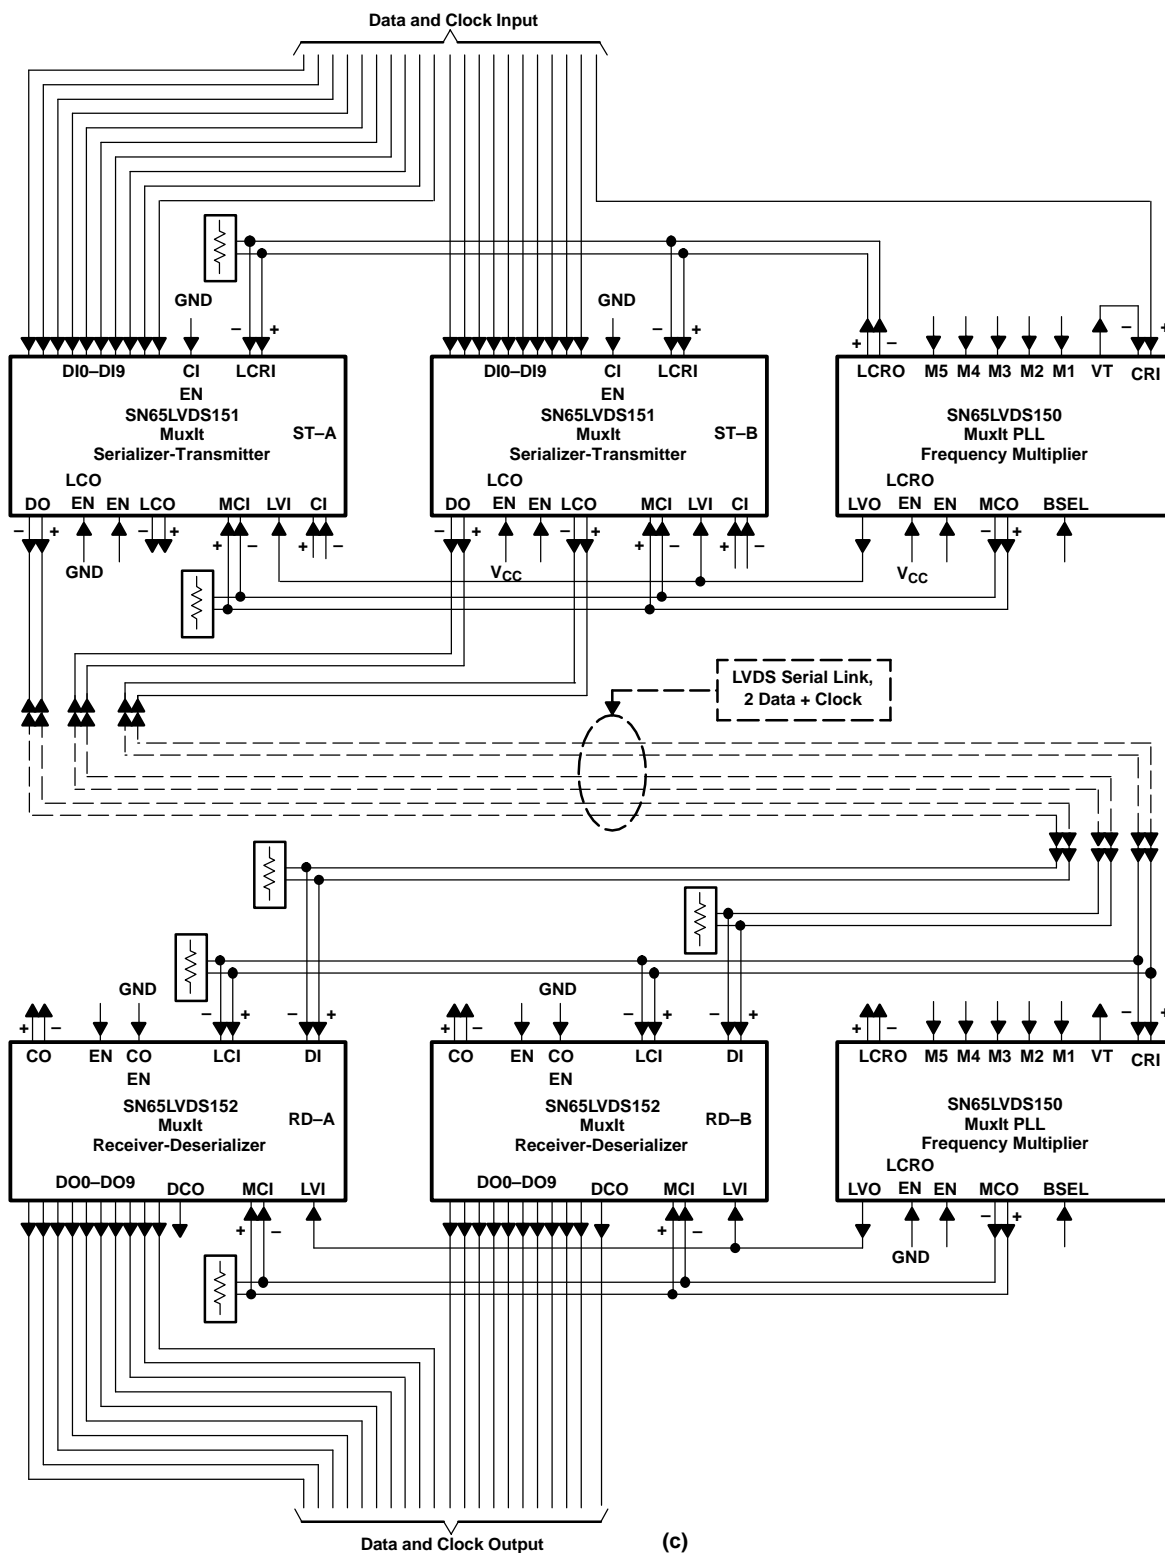 Data and Clock Input
GND
GND
– +
– +
+ –
– +
DI0–DI9 CI LCRI
EN
SN65LVDS151
MuxIt
Serializer-Transmitter
ST–A
LCO
DO EN EN LCO MCI LVI CI
– + – + + – + –
GND
DI0–DI9 CI LCRI
EN
SN65LVDS151
MuxIt
Serializer-Transmitter
ST–B
LCO
DO EN EN LCO MCI LVI CI
– + – + + – + –
VCC
LCRO M5 M4 M3 M2 M1 VT CRI
SN65LVDS150
MuxIt PLL
Frequency Multiplier
LCRO
LVO EN EN MCO BSEL
– +
VCC
LVDS Serial Link,
2 Data + Clock
GND
GND
+ – – + – +
+ – – + – +
+ – – +
CO EN CO LCI DI
EN
SN65LVDS152
MuxIt
Receiver-Deserializer
RD–A
DO0–DO9 DCO MCI LVI
+ –
CO EN CO LCI DI
EN
SN65LVDS152
MuxIt
Receiver-Deserializer
RD–B
DO0–DO9 DCO MCI LVI
+ –
LCRO M5 M4 M3 M2 M1 VT CRI
SN65LVDS150
MuxIt PLL
Frequency Multiplier
LCRO
LVO EN EN MCO BSEL
– +
GND
Data and Clock Output
(c)